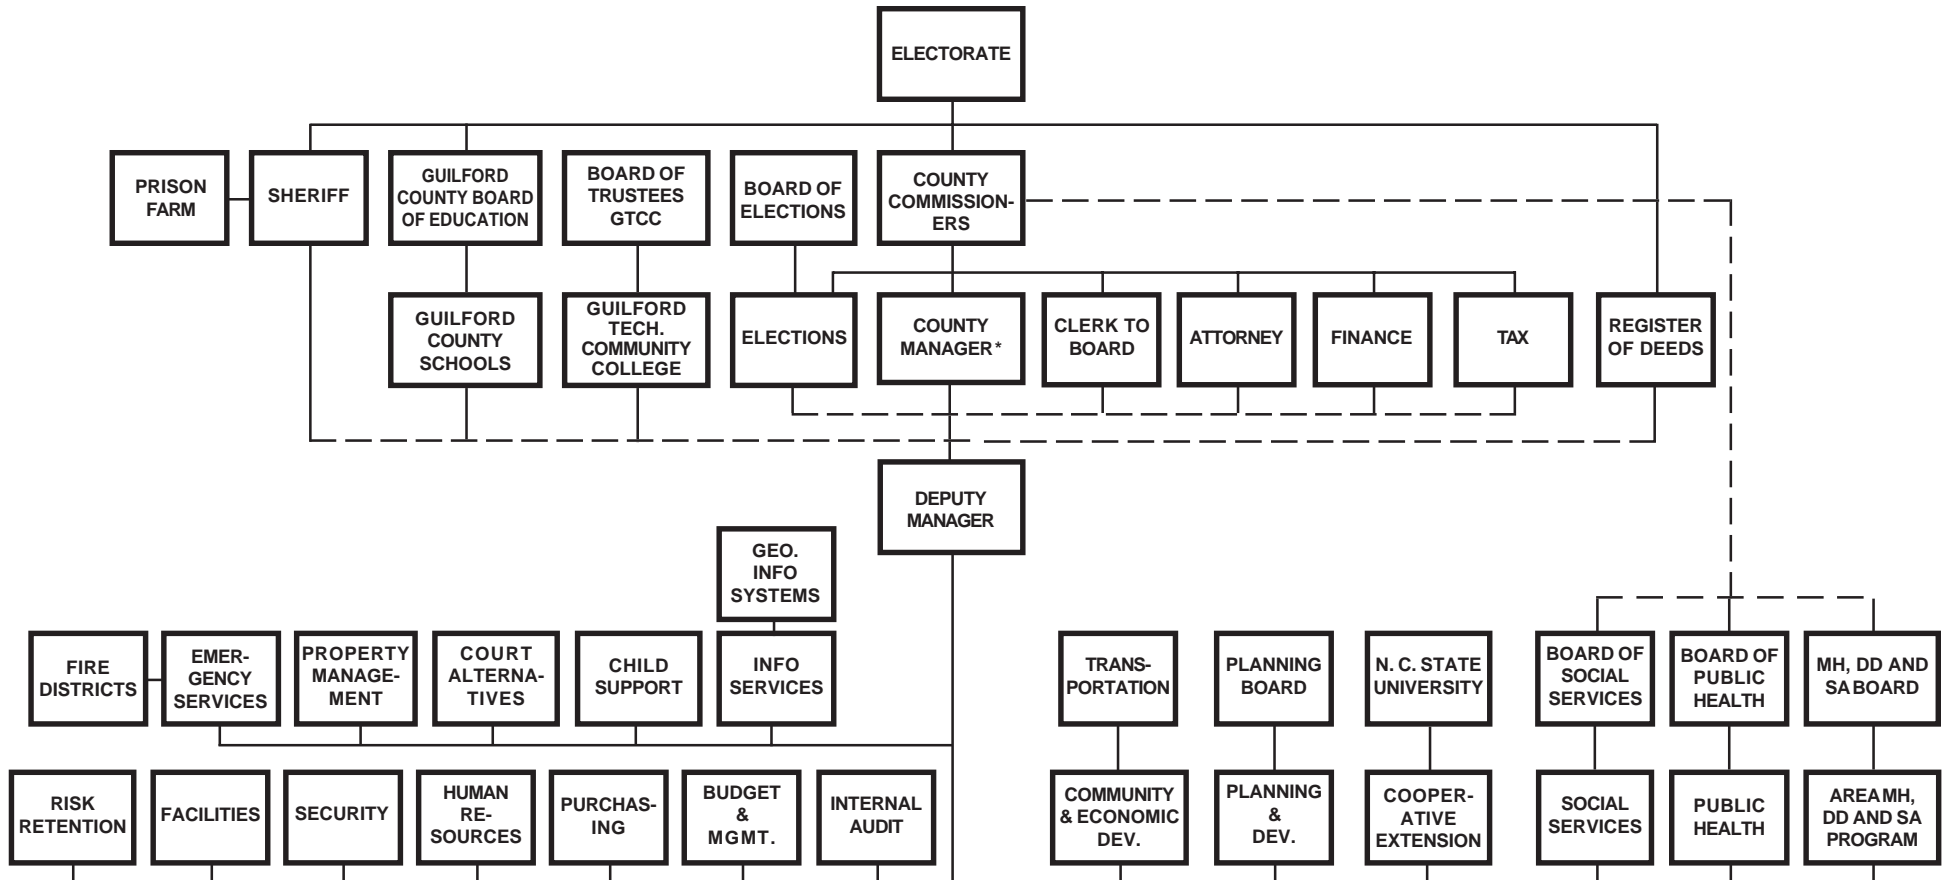 ELECTORATE
PRISON
FARM
SHERIFF
GUILFORD
COUNTY BOARD
OF EDUCATION
BOARD OF
TRUSTEES
GTCC
BOARD OF
ELECTIONS
COUNTY
COMMISSION-
ERS
GUILFORD
COUNTY
SCHOOLS
GUILFORD
TECH.
COMMUNITY
COLLEGE
ELECTIONS
COUNTY
MANAGER*
CLERK TO
BOARD
ATTORNEY
FINANCE
TAX
REGISTER
OF DEEDS
DEPUTY
MANAGER
GEO.
INFO
SYSTEMS
FIRE
DISTRICTS
EMER-
GENCY
SERVICES
PROPERTY
MANAGE-
MENT
COURT
ALTERNA-
TIVES
CHILD
SUPPORT
INFO
SERVICES
TRANS-
PORTATION
PLANNING
BOARD
N. C. STATE
UNIVERSITY
BOARD OF
SOCIAL
SERVICES
BOARD OF
PUBLIC
HEALTH
MH, DD AND
SA BOARD
RISK
RETENTION
FACILITIES
SECURITY
HUMAN
RE-
SOURCES
PURCHAS-
ING
BUDGET
&
MGMT.
INTERNAL
AUDIT
COMMUNITY
& ECONOMIC
DEV.
PLANNING
&
DEV.
COOPER-
ATIVE
EXTENSION
SOCIAL
SERVICES
PUBLIC
HEALTH
AREA MH,
DD AND SA
PROGRAM